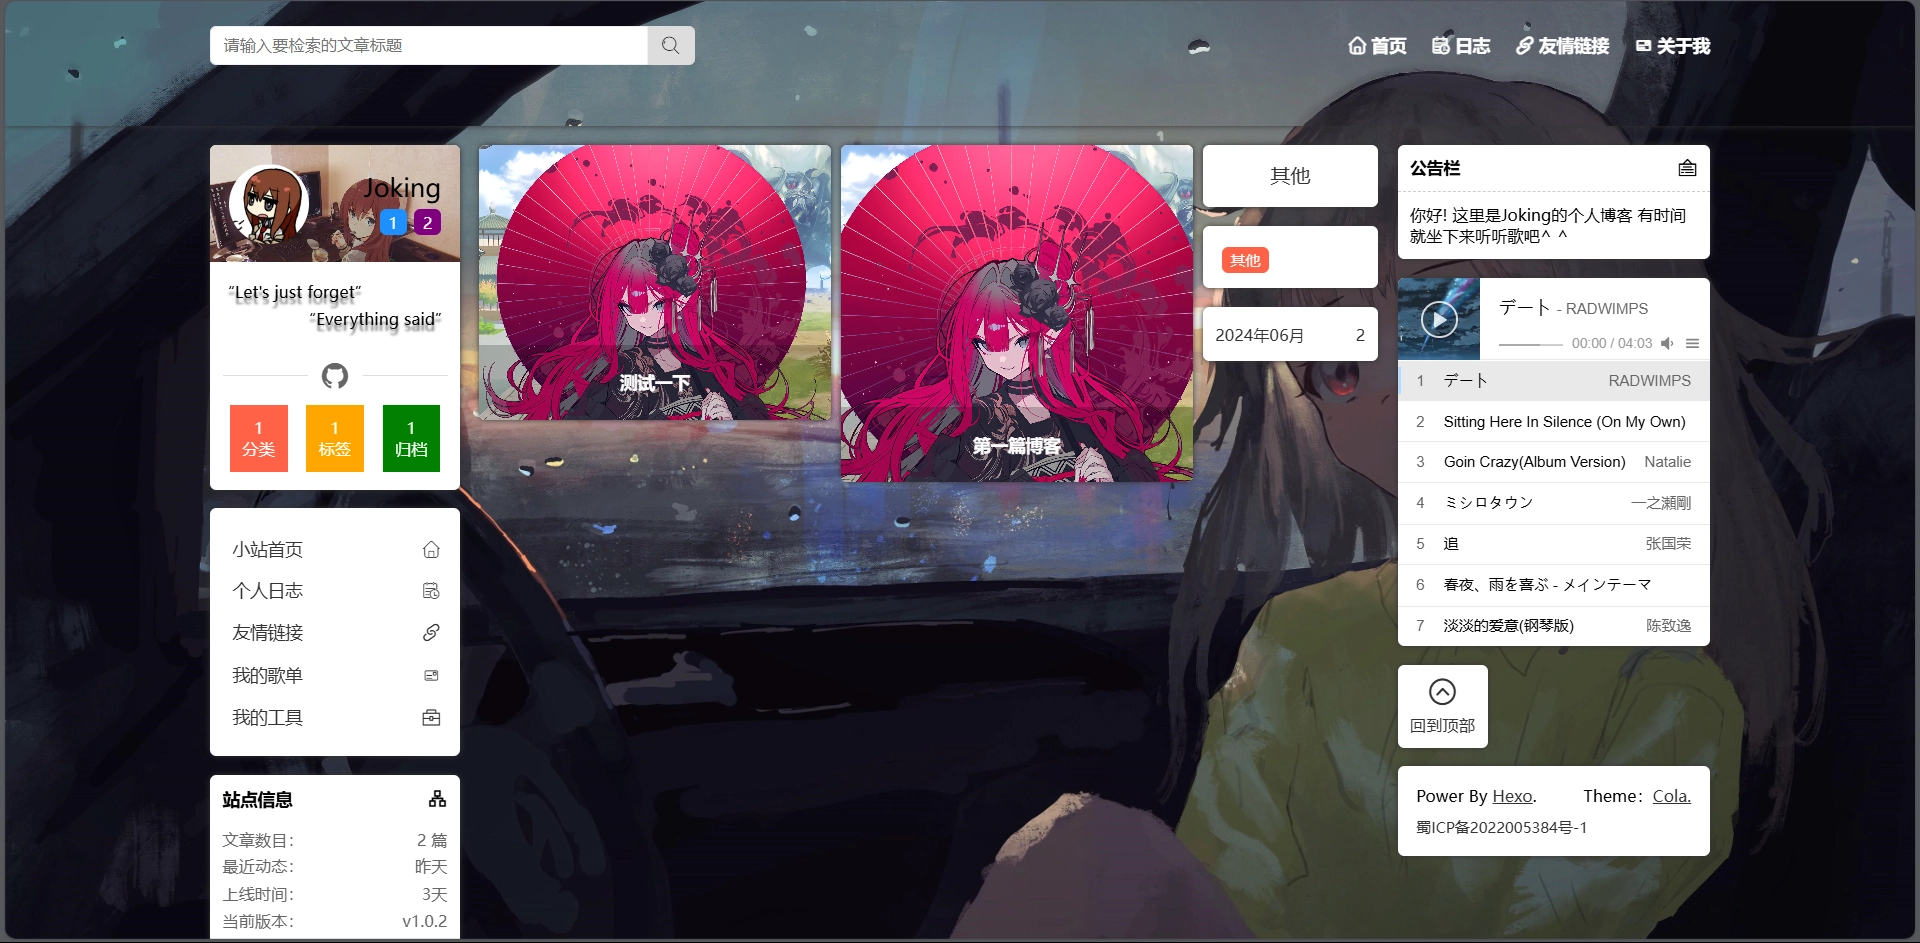 请输入要检索的文章标题
首页 日志 友情链接 关于我
Joking
1 2
“Let's just forget”
“Everything said”
1 分类
1 标签
1 归档
小站首页
个人日志
友情链接
我的歌单
我的工具
站点信息
文章数目： 2 篇
最近动态： 昨天
上线时间： 3天
当前版本： v1.0.2
测试一下
第一篇博客
其他
其他
2024年06月 2
公告栏
你好! 这里是Joking的个人博客 有时间
就坐下来听听歌吧^ ^
デート - RADWIMPS
00:00 / 04:03
1 デート RADWIMPS
2 Sitting Here In Silence (On My Own)
3 Goin Crazy(Album Version) Natalie
4 ミシロタウン 一之瀬剛
5 追 张国荣
6 春夜、雨を喜ぶ - メインテーマ
7 淡淡的爱意(钢琴版) 陈致逸
回到顶部
Power By Hexo. Theme：Cola.
蜀ICP备2022005384号-1